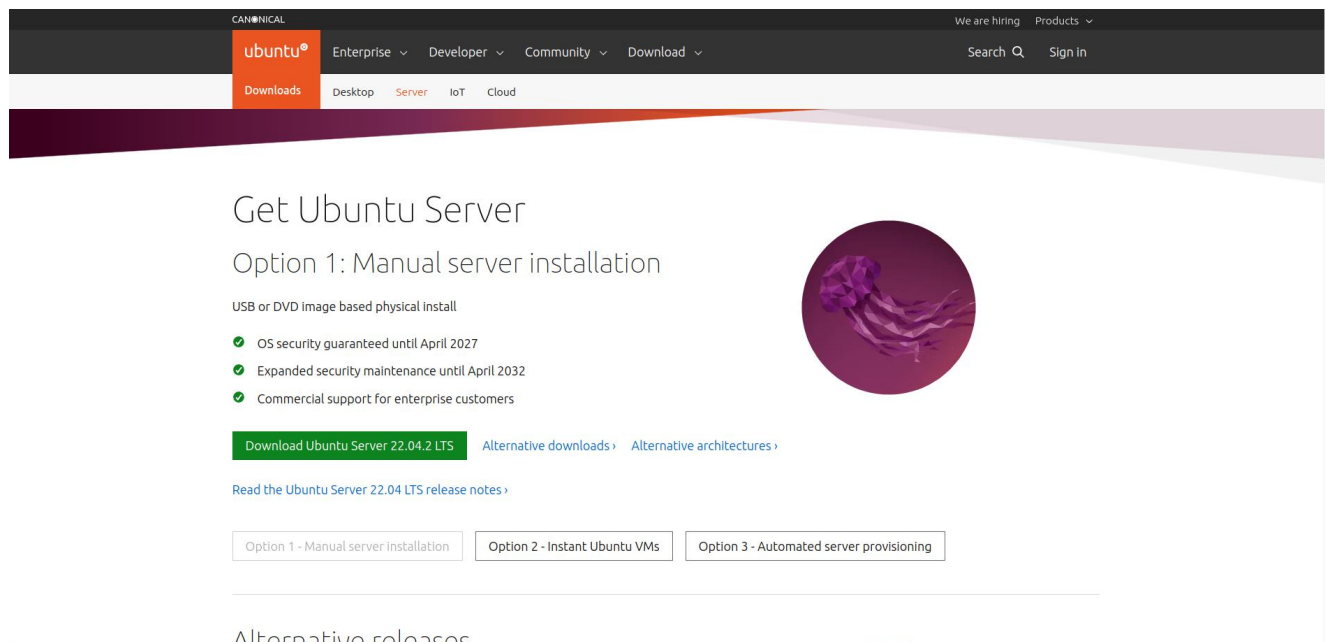 CANONICAL
We are hiring Products
ubuntu® Enterprise Developer Community Download Search Sign in
Downloads Desktop Server IoT Cloud
Get Ubuntu Server
Option 1: Manual server installation
USB or DVD image based physical install
OS security guaranteed until April 2027
Expanded security maintenance until April 2032
Commercial support for enterprise customers
Download Ubuntu Server 22.04.2 LTS Alternative downloads › Alternative architectures ›
Read the Ubuntu Server 22.04 LTS release notes ›
Option 1 - Manual server installation Option 2 - Instant Ubuntu VMs Option 3 - Automated server provisioning
Alternative releases